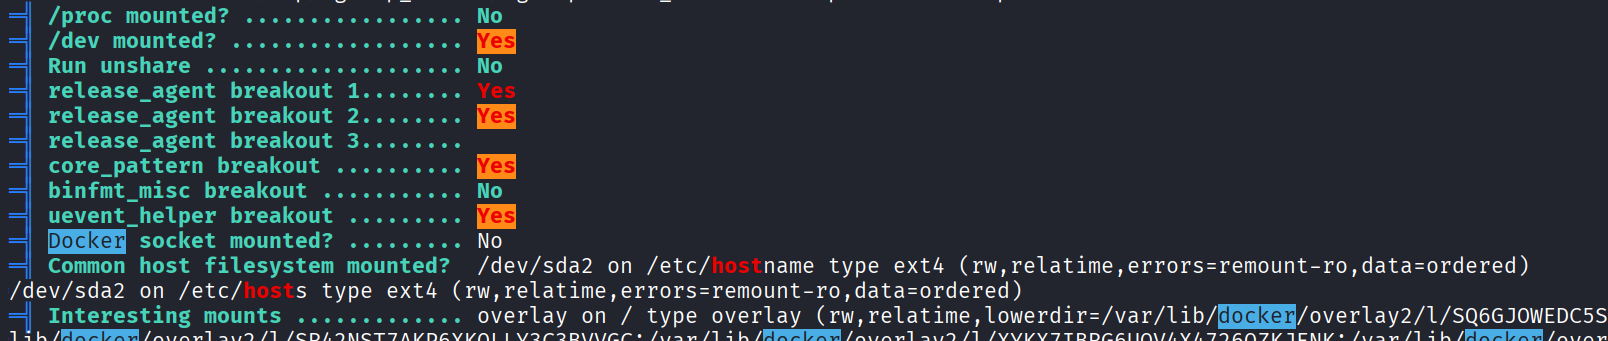 ═╣ /proc mounted? ................. No
═╣ /dev mounted? .................. Yes
═╣ Run unshare .................... No
═╣ release_agent breakout 1........ Yes
═╣ release_agent breakout 2........ Yes
═╣ release_agent breakout 3........
═╣ core_pattern breakout .......... Yes
═╣ binfmt_misc breakout ........... No
═╣ uevent_helper breakout ......... Yes
═╣ Docker socket mounted? ......... No
═╣ Common host filesystem mounted?  /dev/sda2 on /etc/hostname type ext4 (rw,relatime,errors=remount-ro,data=ordered)
/dev/sda2 on /etc/hosts type ext4 (rw,relatime,errors=remount-ro,data=ordered)
═╣ Interesting mounts ............. overlay on / type overlay (rw,relatime,lowerdir=/var/lib/docker/overlay2/l/SQ6GJOWEDC5S